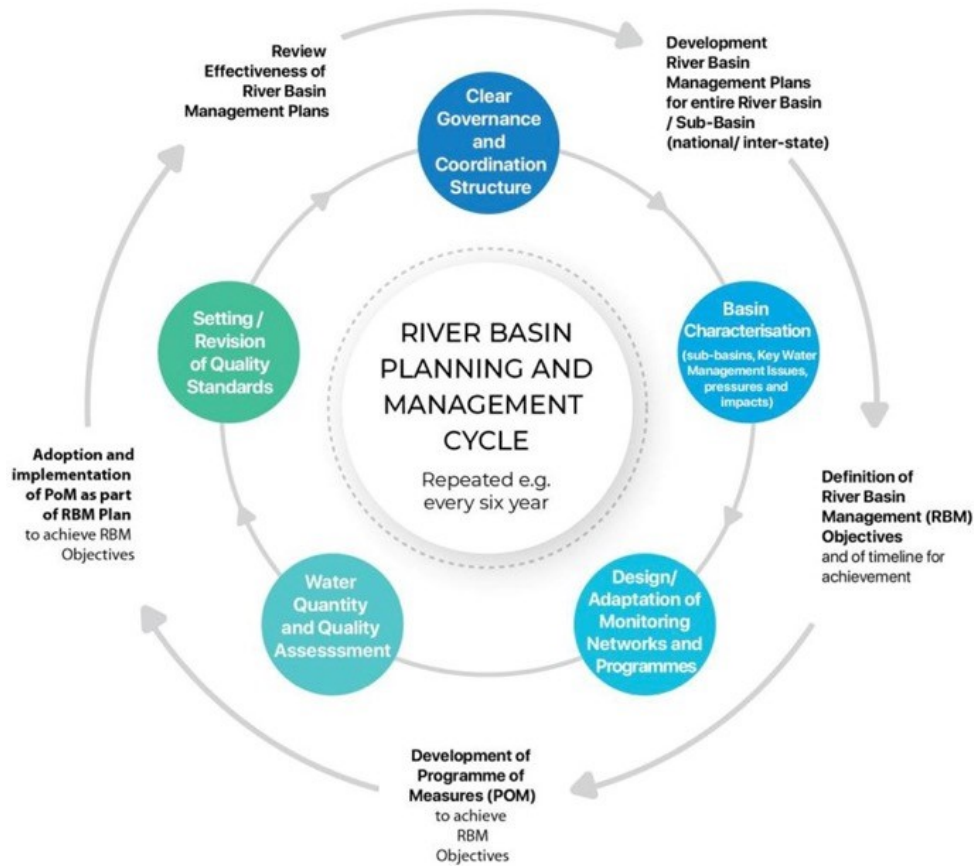 Review
Effectiveness of
River Basin
Management Plans
Development
River Basin
Management Plans
for entire River Basin
/ Sub-Basin
(national/ inter-state)
Clear
Governance
and
Coordination
Structure
Setting /
Revision
of Quality
Standards
RIVER BASIN
PLANNING AND
MANAGEMENT
CYCLE
Repeated e.g.
every six year
Basin
Characterisation
(sub-basins, Key Water
Management Issues,
pressures and
impacts)
Adoption and
implementation
of PoM as part
of RBM Plan
to achieve RBM
Objectives
Definition of
River Basin
Management (RBM)
Objectives
and of timeline for
achievement
Water
Quantity
and Quality
Assesssment
Design/
Adaptation of
Monitoring
Networks and
Programmes
Development of
Programme of
Measures (POM)
to achieve
RBM
Objectives